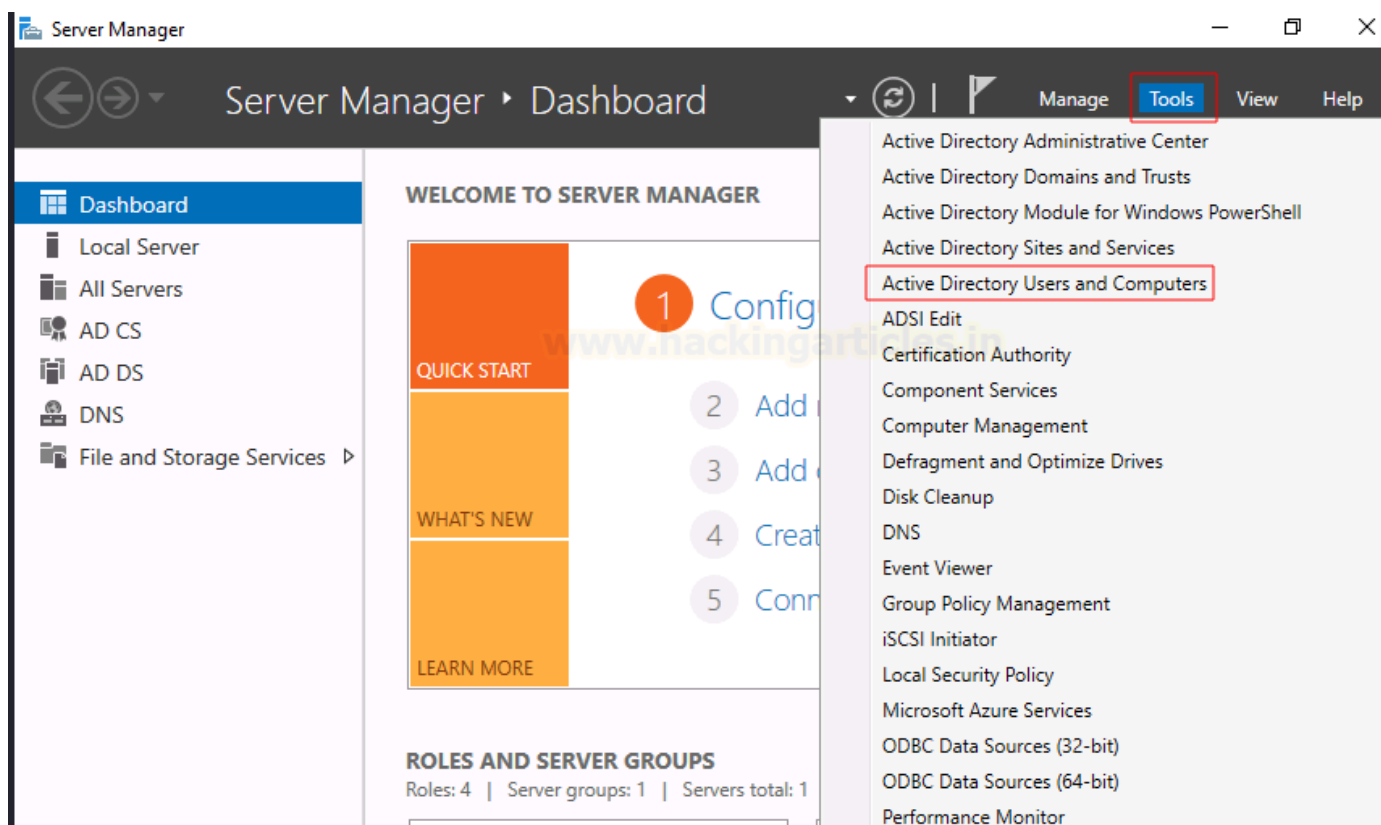 Server Manager
Server Manager • Dashboard
Manage Tools View Help
Dashboard
Local Server
All Servers
AD CS
AD DS
DNS
File and Storage Services
WELCOME TO SERVER MANAGER
QUICK START
WHAT'S NEW
LEARN MORE
1 Config
2 Add
3 Add
4 Creat
5 Conn
www.hackingarticles.in
ROLES AND SERVER GROUPS
Roles: 4 | Server groups: 1 | Servers total: 1
Active Directory Administrative Center
Active Directory Domains and Trusts
Active Directory Module for Windows PowerShell
Active Directory Sites and Services
Active Directory Users and Computers
ADSI Edit
Certification Authority
Component Services
Computer Management
Defragment and Optimize Drives
Disk Cleanup
DNS
Event Viewer
Group Policy Management
iSCSI Initiator
Local Security Policy
Microsoft Azure Services
ODBC Data Sources (32-bit)
ODBC Data Sources (64-bit)
Performance Monitor